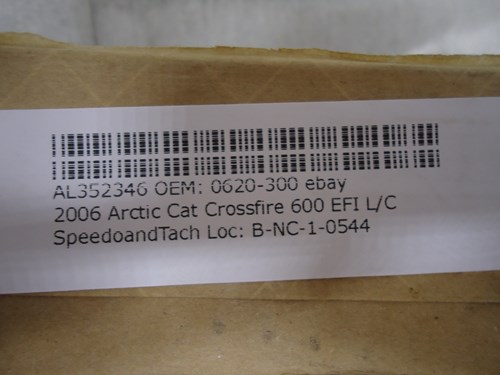 AL352346 OEM: 0620-300 ebay
2006 Arctic Cat Crossfire 600 EFI L/C
SpeedoandTach Loc: B-NC-1-0544